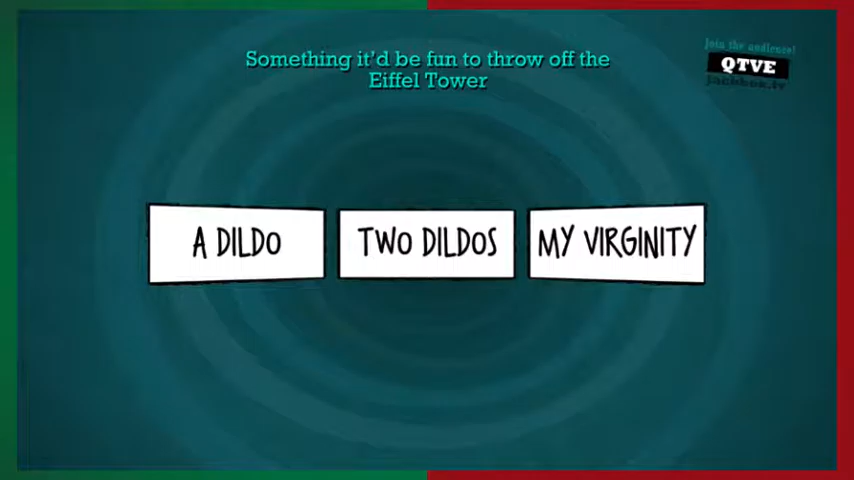 Something it'd be fun to throw off the
Eiffel Tower
Join the audience!
QTVE
jackbox.tv
A DILDO
TWO DILDOS
MY VIRGINITY